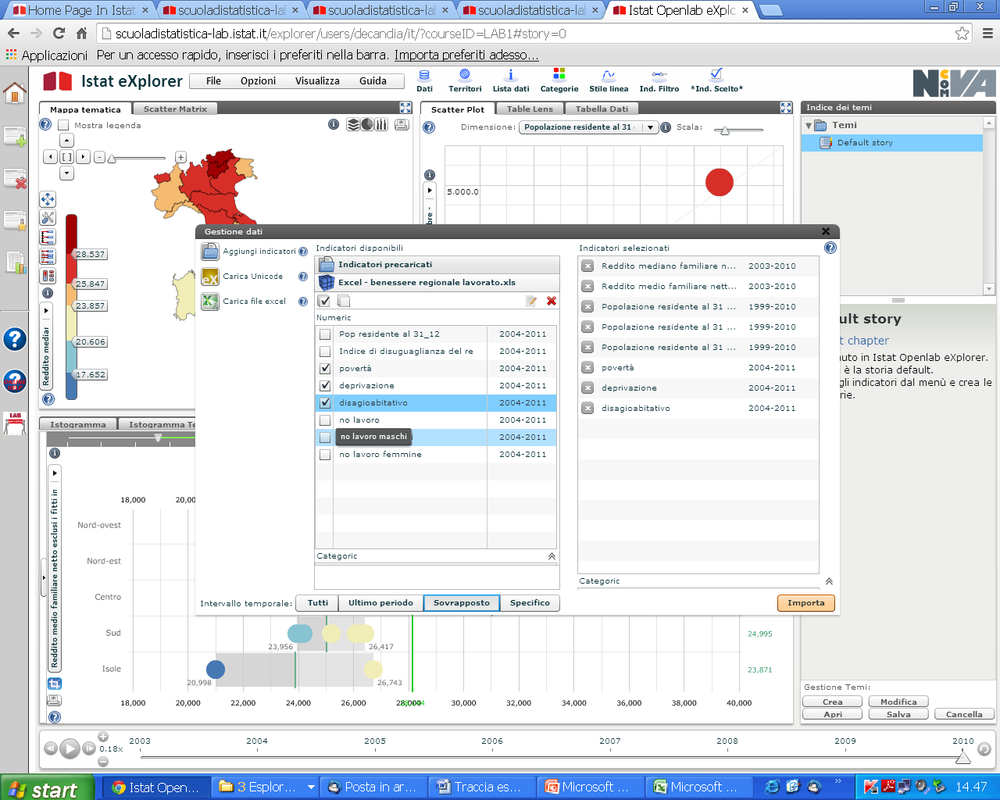 Home Page In Ista
scuoladistatistica-lab
scuoladistatistica-lab
scuoladistatistica-lab
Istat Openlab eXplo
scuoladistatistica-lab.istat.it/explorer/users/decandia/it/?courseID=LAB1#story=0
Applicazioni
Per un accesso rapido, inserisci i preferiti nella barra. Importa preferiti adesso...
Istat eXplorer
File Opzioni Visualizza Guida
Dati Territori Lista dati Categorie Stile linea Ind. Filtro *Ind. Scelto*
NCOMVA
Mappa tematica Scatter Matrix
Mostra legenda
28,537
25,847
23,857
20,606
17,652
Reddito mediar
Scatter Plot Table Lens Tabella Dati
Dimensione: Popolazione residente al 31 Scala:
5.000.0
bre -
Indice dei temi
Temi
Default story
Gestione dati
Aggiungi indicatori
Carica Unicode
Carica file excel
Indicatori disponibili
Indicatori precaricati
Excel - benessere regionale lavorato.xls
Numeric
Pop residente al 31_12 2004-2011
Indice di disuguaglianza del re 2004-2011
povertà 2004-2011
deprivazione 2004-2011
disagioabitativo 2004-2011
no lavoro 2004-2011
no lavoro maschi 2004-2011
no lavoro femmine 2004-2011
Categoric
Indicatori selezionati
Reddito mediano familiare n... 2003-2010
Reddito medio familiare nett... 2003-2010
Popolazione residente al 31 ... 1999-2010
Popolazione residente al 31 ... 1999-2010
Popolazione residente al 31 ... 1999-2010
povertà 2004-2011
deprivazione 2004-2011
disagioabitativo 2004-2011
Categoric
Intervallo temporale: Tutti Ultimo periodo Sovrapposto Specifico
Importa
ult story
t chapter
nuto in Istat Openlab eXplorer.
è la storia default.
gli indicatori dal menù e crea le
rie.
Istogramma Istogramma Te
Reddito medio familiare netto esclusi i fitti in
18,000 20,00
Nord-ovest
Nord-est
Centro
Sud
23,956 26,417
24,995
Isole
20,998 26,743
23,871
18,000 20,000 22,000 24,000 26,000 28,000 30,000 32,000 34,000 36,000 38,000 40,000
Gestione Temi:
Crea Modifica
Apri Salva Cancella
0.18x
2003 2004 2005 2006 2007 2008 2009 2010
start
Istat Open...
3 Esplor...
Posta in ar...
Traccia es...
Microsoft ...
Microsoft ...
14.47